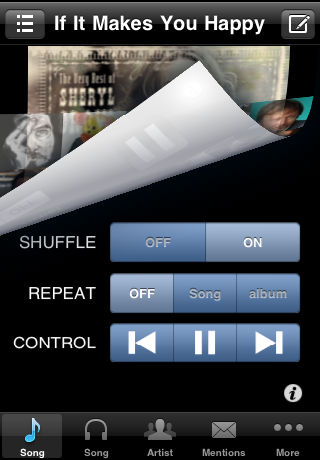 If It Makes You Happy
The Very Best of
SHERYL
SHUFFLE OFF ON
REPEAT OFF Song album
CONTROL
Song Song Artist Mentions More